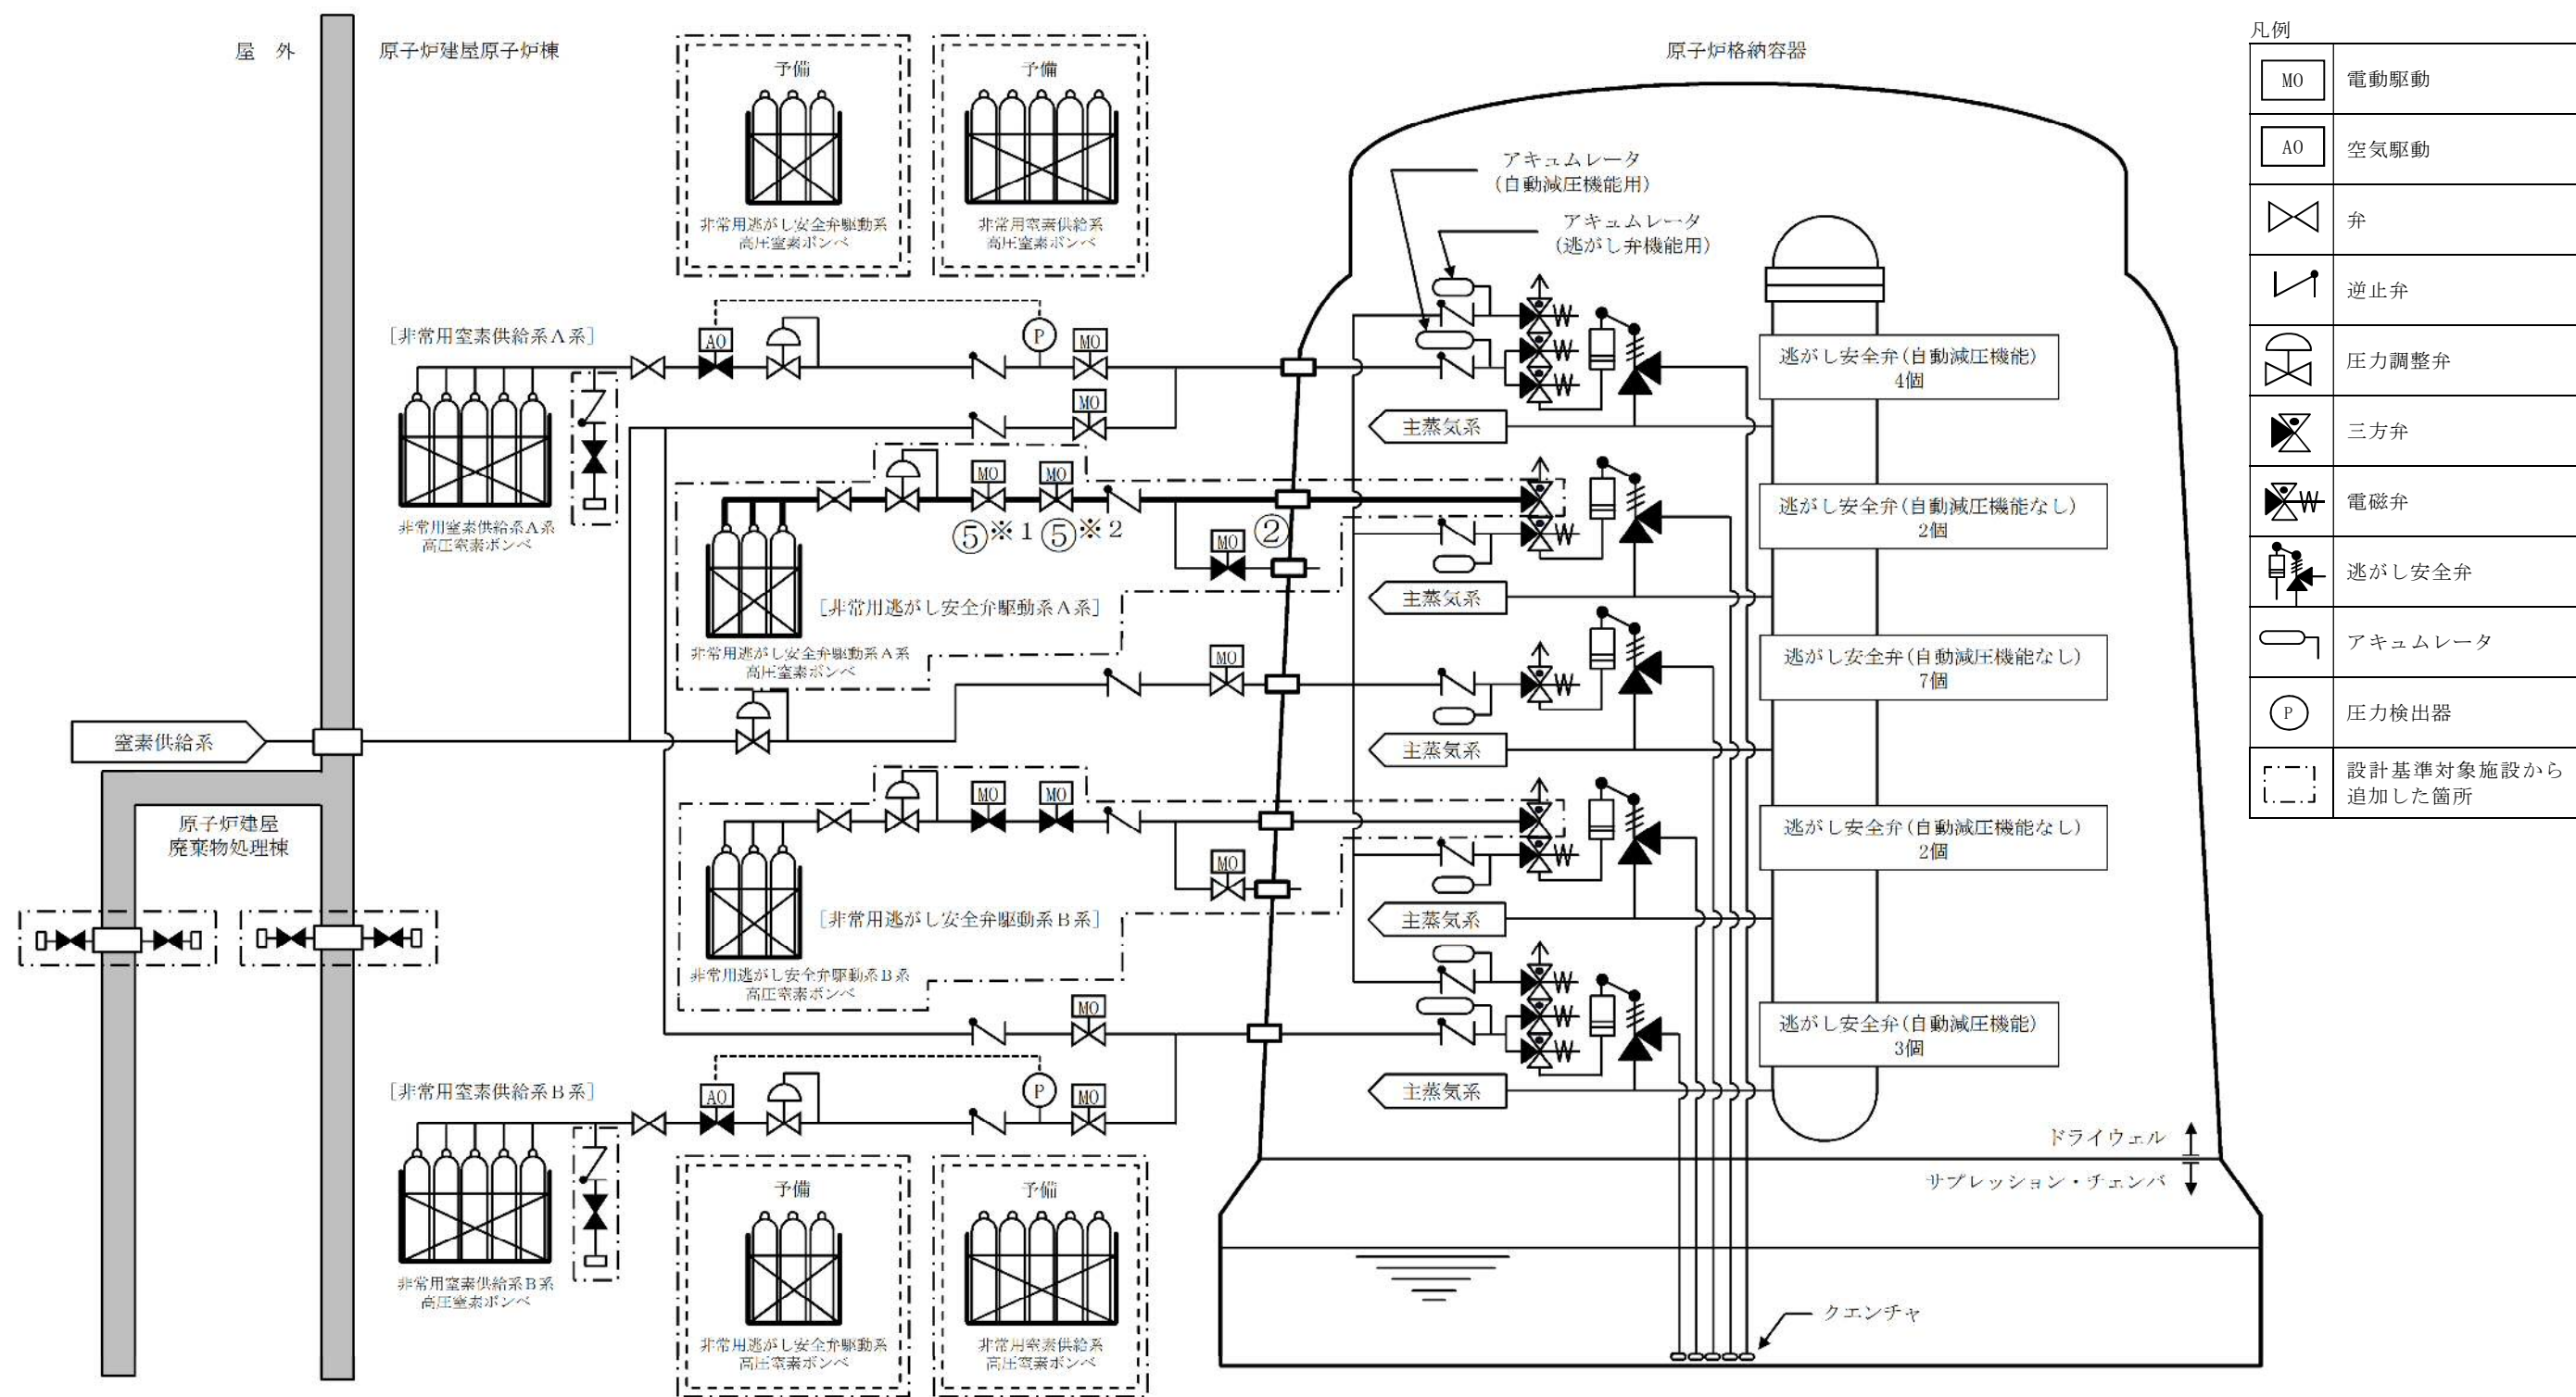 屋 外
原子炉建屋原子炉棟
予備
非常用逃がし安全弁駆動系
高圧窒素ボンベ
予備
非常用窒素供給系
高圧窒素ボンベ
原子炉格納容器
アキュムレータ
(自動減圧機能用)
アキュムレータ
(逃がし弁機能用)
[非常用窒素供給系A系]
AO
P
MO
MO
非常用窒素供給系A系
高圧窒素ボンベ
逃がし安全弁(自動減圧機能)
4個
主蒸気系
MO
MO
⑤※1
⑤※2
②
MO
[非常用逃がし安全弁駆動系A系]
非常用逃がし安全弁駆動系A系
高圧窒素ボンベ
逃がし安全弁(自動減圧機能なし)
2個
主蒸気系
MO
逃がし安全弁(自動減圧機能なし)
7個
主蒸気系
窒素供給系
原子炉建屋
廃棄物処理棟
MO
MO
MO
[非常用逃がし安全弁駆動系B系]
非常用逃がし安全弁駆動系B系
高圧窒素ボンベ
逃がし安全弁(自動減圧機能なし)
2個
主蒸気系
MO
逃がし安全弁(自動減圧機能)
3個
主蒸気系
[非常用窒素供給系B系]
AO
P
MO
非常用窒素供給系B系
高圧窒素ボンベ
予備
非常用逃がし安全弁駆動系
高圧窒素ボンベ
予備
非常用窒素供給系
高圧窒素ボンベ
ドライウェル
サプレッション・チェンバ
クエンチャ
凡例
MO 電動駆動
AO 空気駆動
弁
逆止弁
圧力調整弁
三方弁
電磁弁
逃がし安全弁
アキュムレータ
P 圧力検出器
設計基準対象施設から
追加した箇所